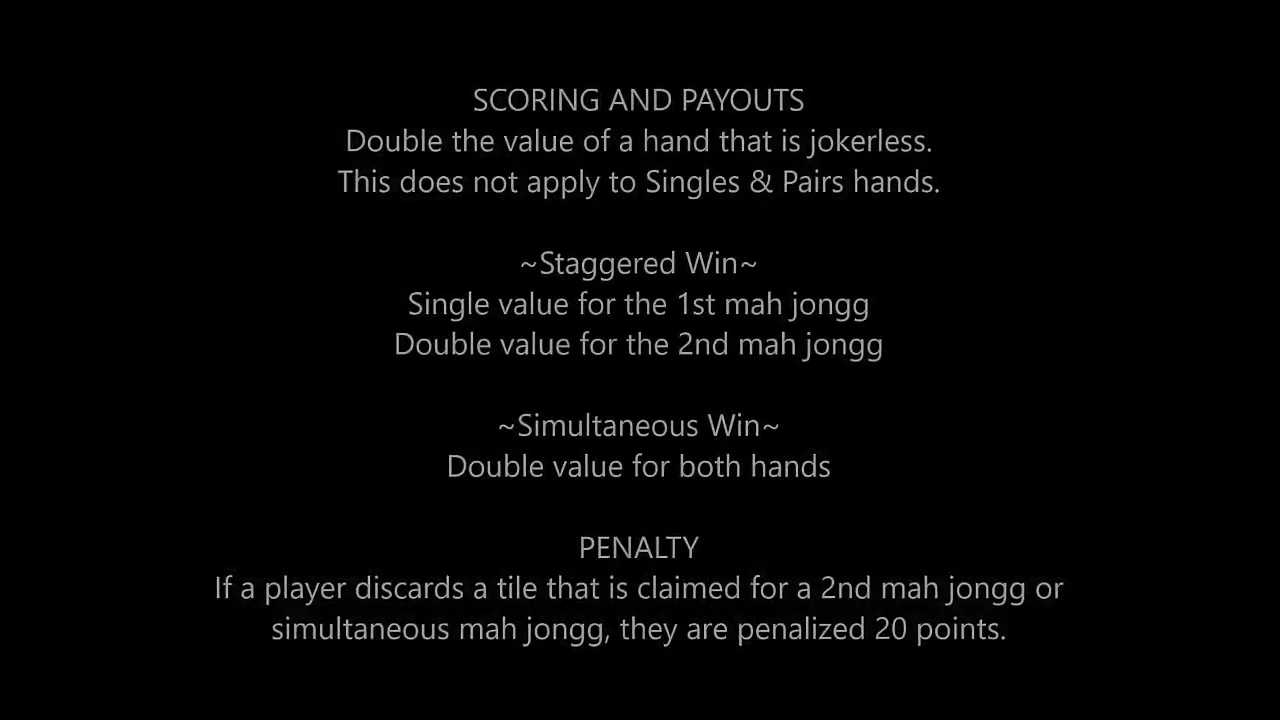 SCORING AND PAYOUTS
Double the value of a hand that is jokerless.
This does not apply to Singles & Pairs hands.
~Staggered Win~
Single value for the 1st mah jongg
Double value for the 2nd mah jongg
~Simultaneous Win~
Double value for both hands
PENALTY
If a player discards a tile that is claimed for a 2nd mah jongg or
simultaneous mah jongg, they are penalized 20 points.